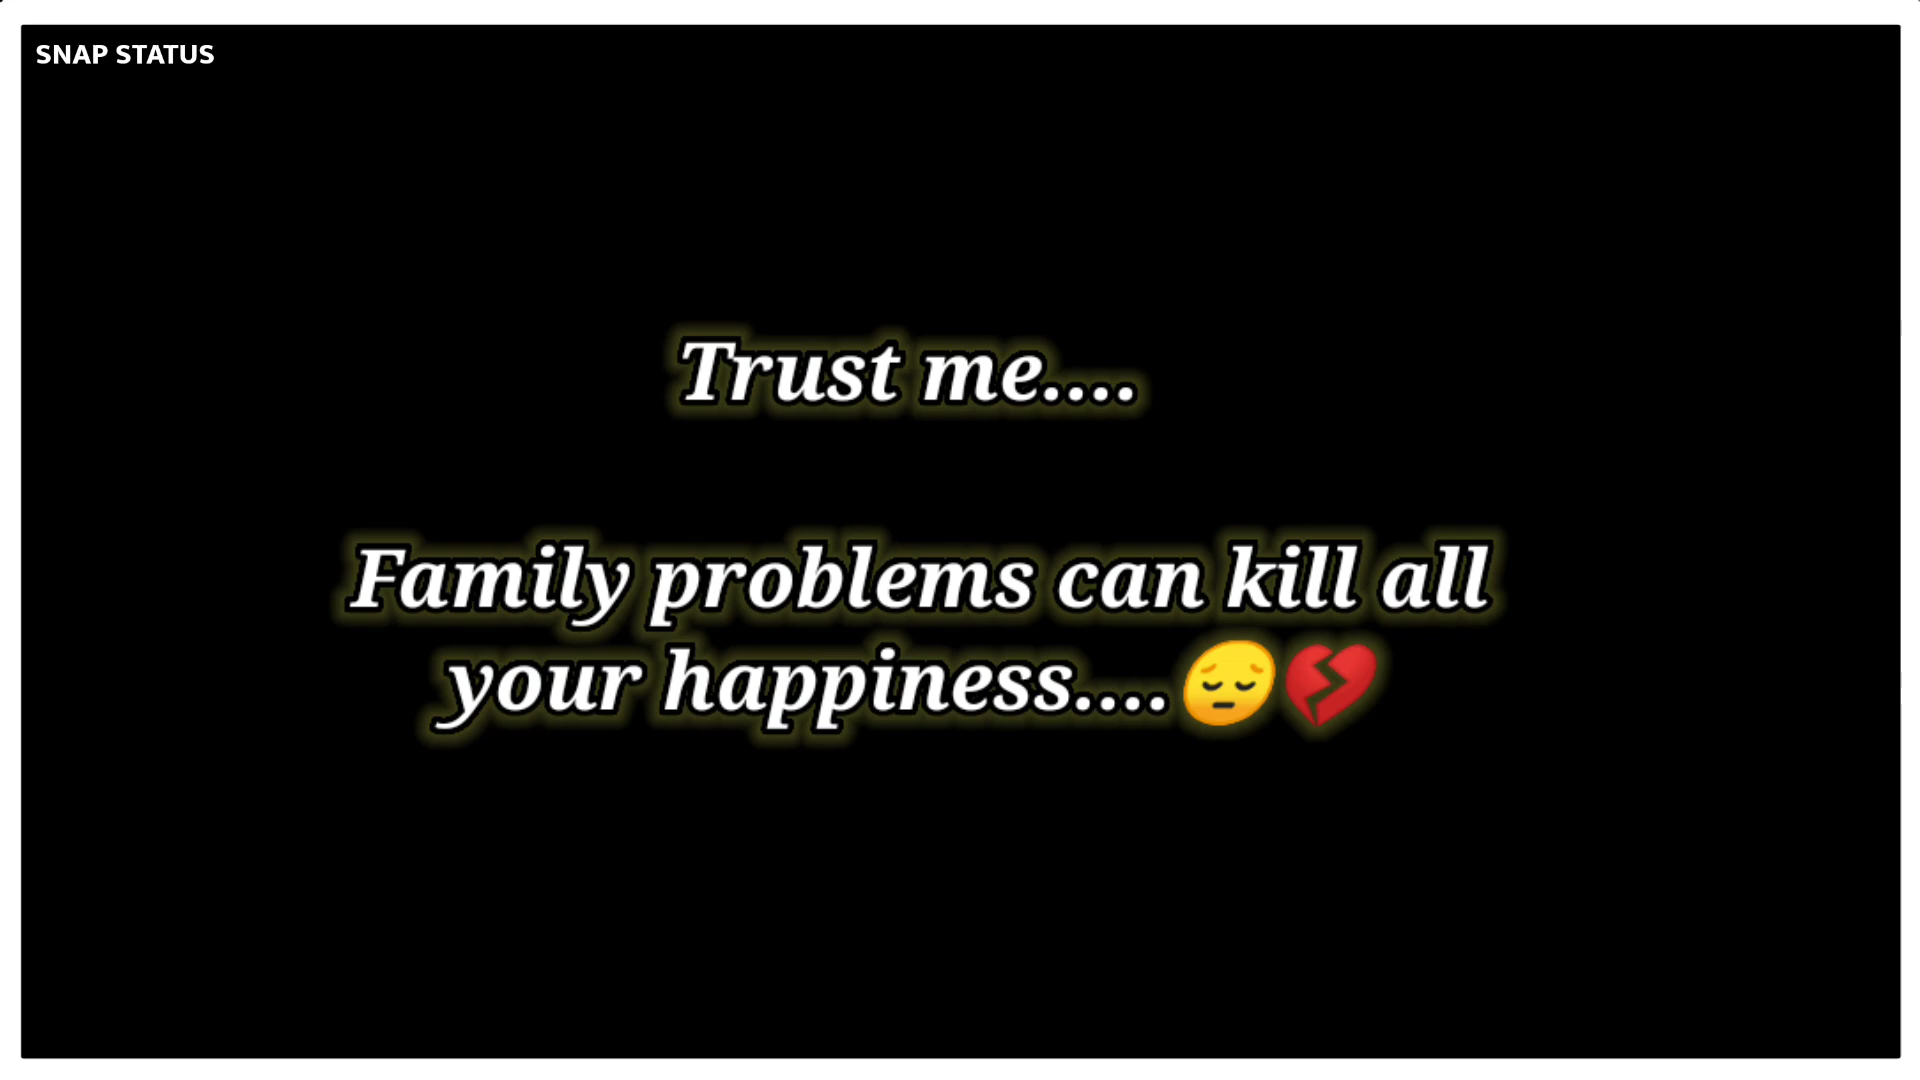 SNAP STATUS
Trust me....
Family problems can kill all
your happiness....😔💔